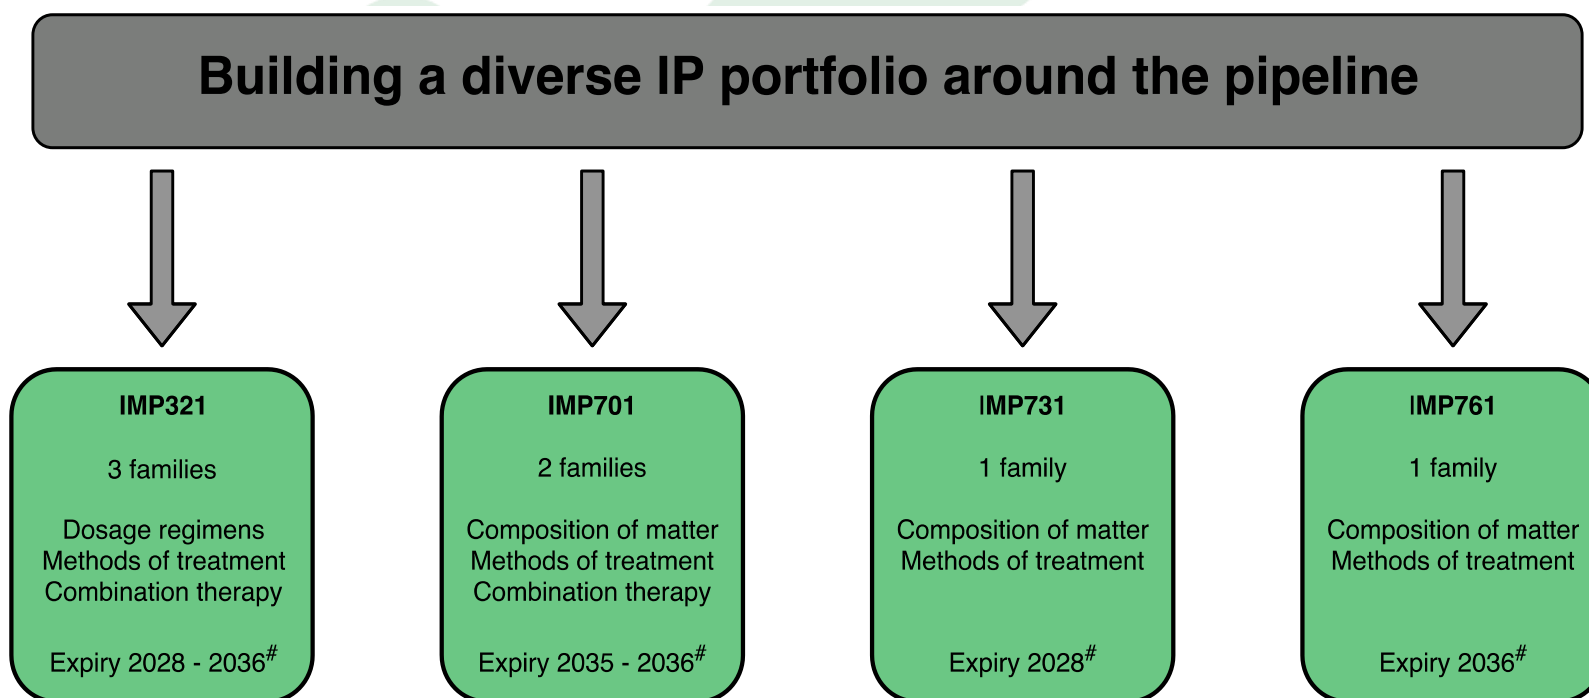 Building a diverse IP portfolio around the pipeline
IMP321
3 families
Dosage regimens
Methods of treatment
Combination therapy
Expiry 2028 - 2036#
IMP701
2 families
Composition of matter
Methods of treatment
Combination therapy
Expiry 2035 - 2036#
IMP731
1 family
Composition of matter
Methods of treatment
Expiry 2028#
IMP761
1 family
Composition of matter
Methods of treatment
Expiry 2036#